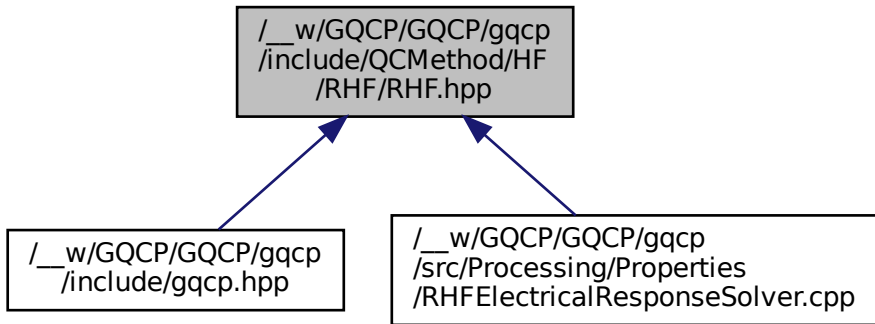 /__w/GQCP/GQCP/gqcp
/include/QCMethod/HF
/RHF/RHF.hpp
/__w/GQCP/GQCP/gqcp
/include/gqcp.hpp
/__w/GQCP/GQCP/gqcp
/src/Processing/Properties
/RHFElectricalResponseSolver.cpp